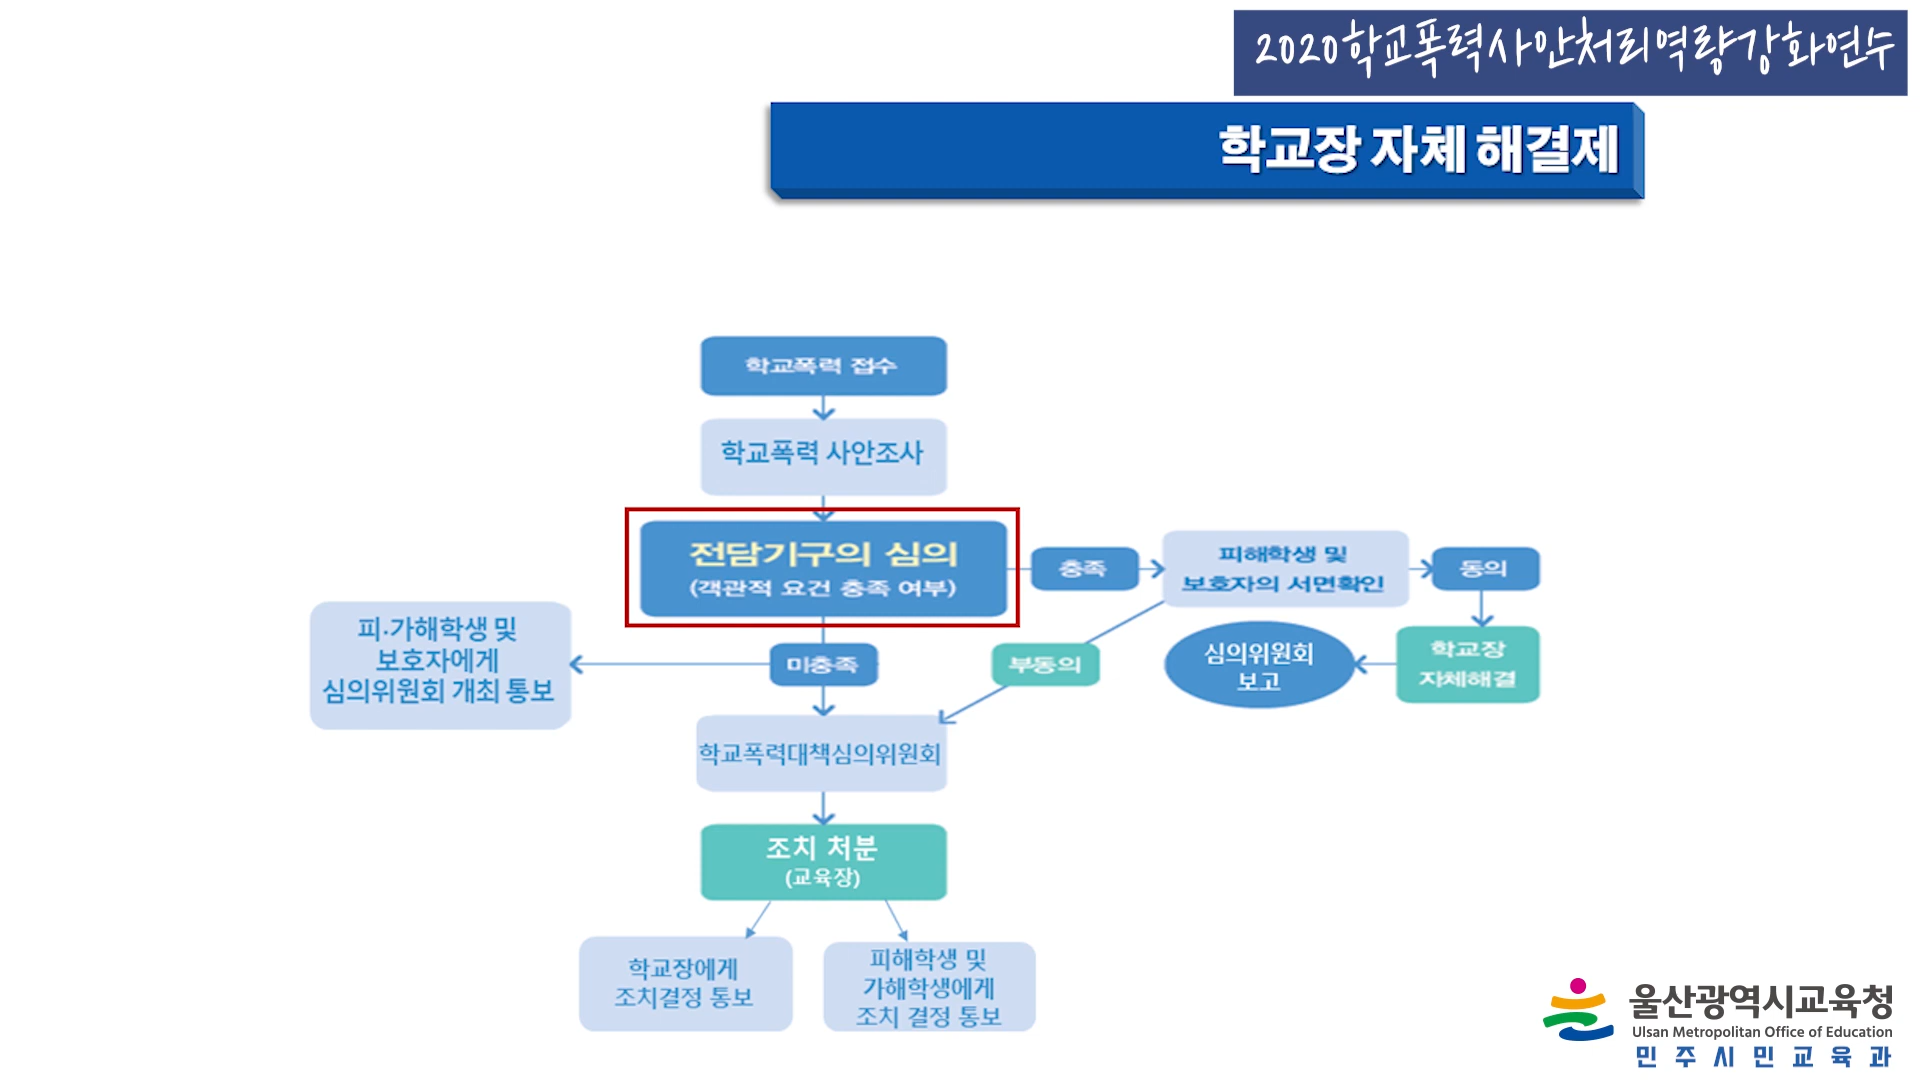 2020학교폭력사안처리역량강화연수
학교장 자체 해결제
학교폭력 접수
학교폭력 사안조사
전담기구의 심의
(객관적 요건 충족 여부)
충족
피해학생 및
보호자의 서면확인
동의
피·가해학생 및
보호자에게
심의위원회 개최 통보
미충족
부동의
심의위원회
보고
학교장
자체해결
학교폭력대책심의위원회
조치 처분
(교육장)
학교장에게
조치결정 통보
피해학생 및
가해학생에게
조치 결정 통보
울산광역시교육청
Ulsan Metropolitan Office of Education
민주시민교육과